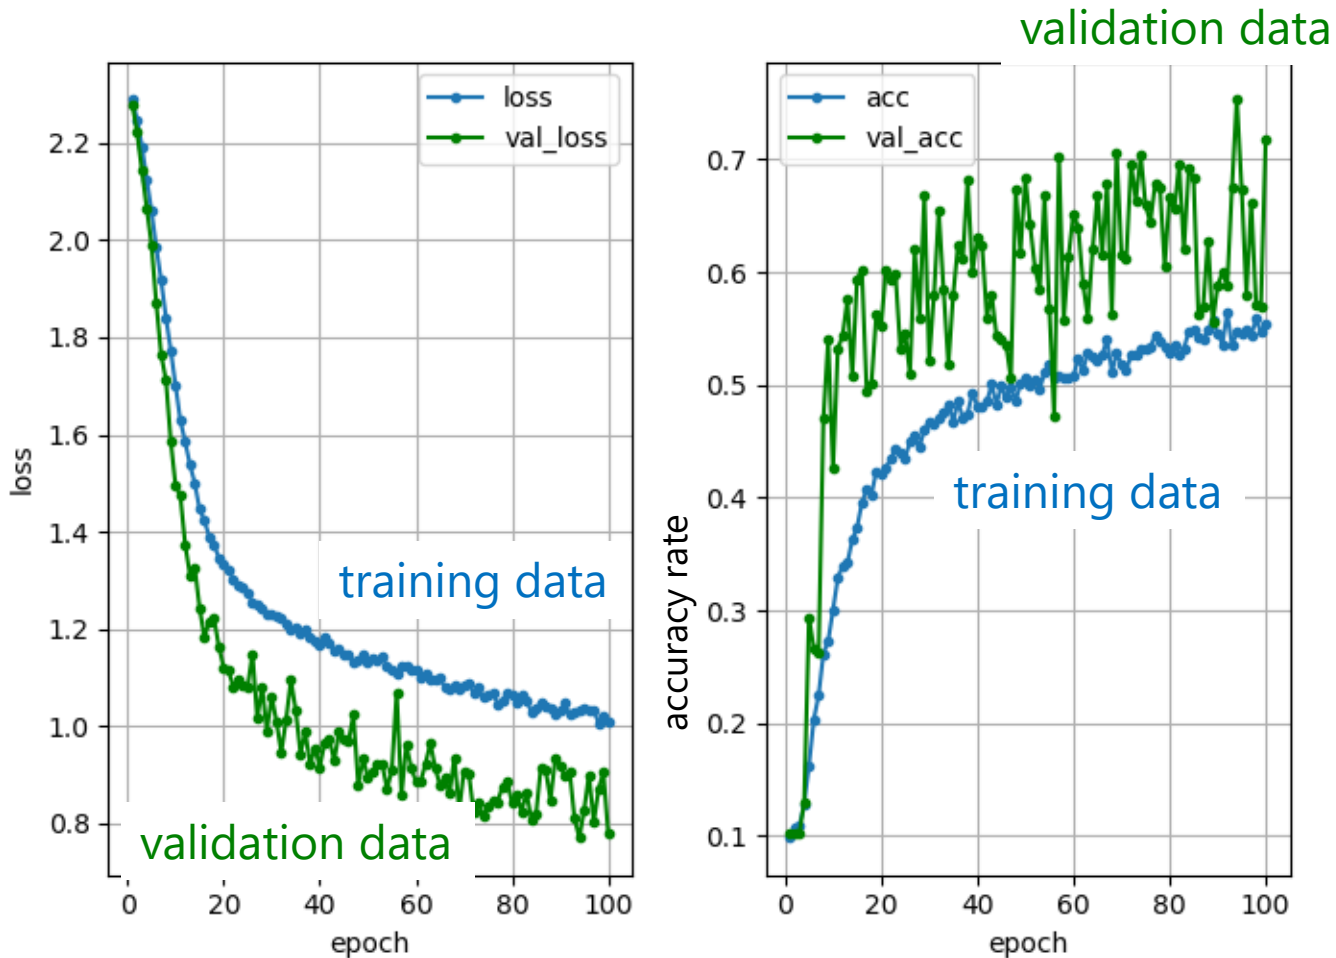 validation data
loss
val_loss
2.2
2.0
1.8
1.6
1.4
1.2
1.0
0.8
loss
training data
validation data
0
20
40
60
80
100
epoch
acc
val_acc
0.7
0.6
0.5
0.4
0.3
0.2
0.1
accuracy rate
training data
0
20
40
60
80
100
epoch